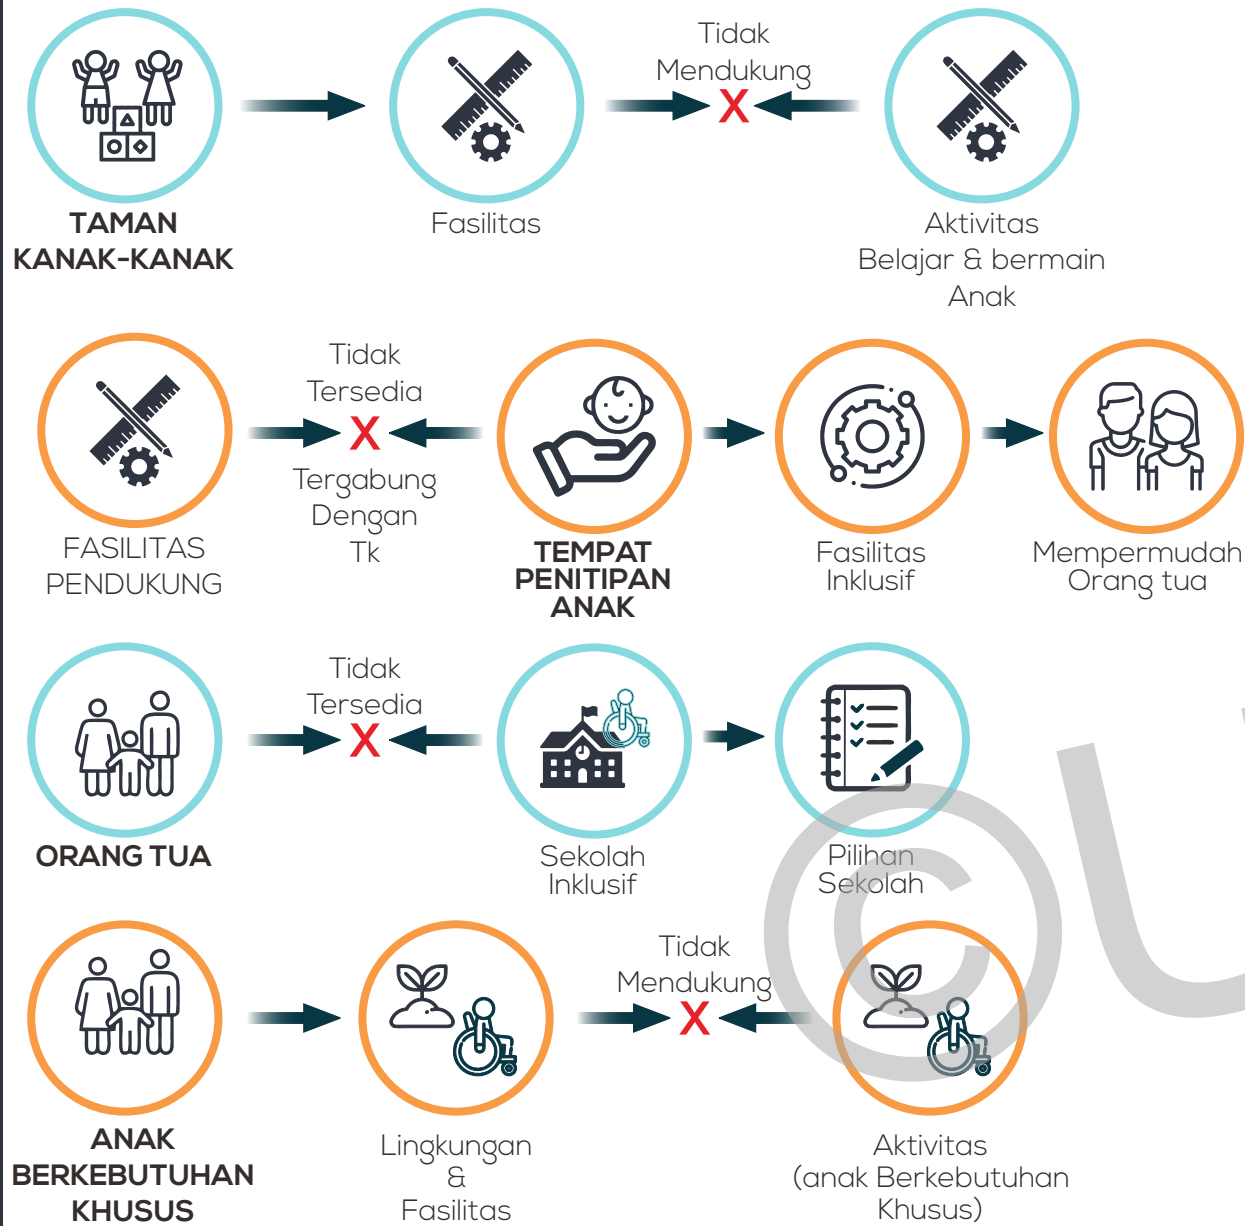 Tidak
Mendukung
X
TAMAN
KANAK-KANAK
Fasilitas
Aktivitas
Belajar & bermain
Anak
Tidak
Tersedia
X
Tergabung
Dengan
Tk
FASILITAS
PENDUKUNG
TEMPAT
PENITIPAN
ANAK
Fasilitas
Inklusif
Mempermudah
Orang tua
Tidak
Tersedia
X
ORANG TUA
Sekolah
Inklusif
Pilihan
Sekolah
Tidak
Mendukung
X
ANAK
BERKEBUTUHAN
KHUSUS
Lingkungan
&
Fasilitas
Aktivitas
(anak Berkebutuhan
Khusus)
©